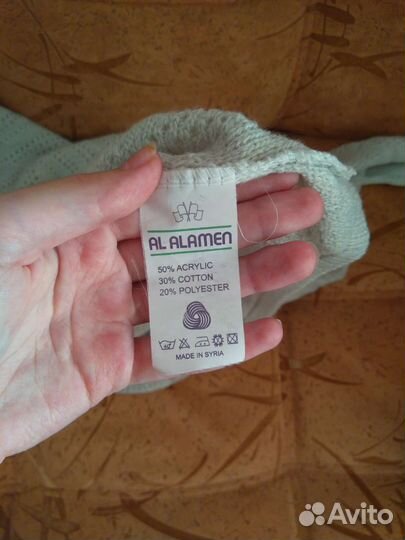 AL ALAMEN
50% ACRYLIC
30% COTTON
20% POLYESTER
MADE IN SYRIA
Avito